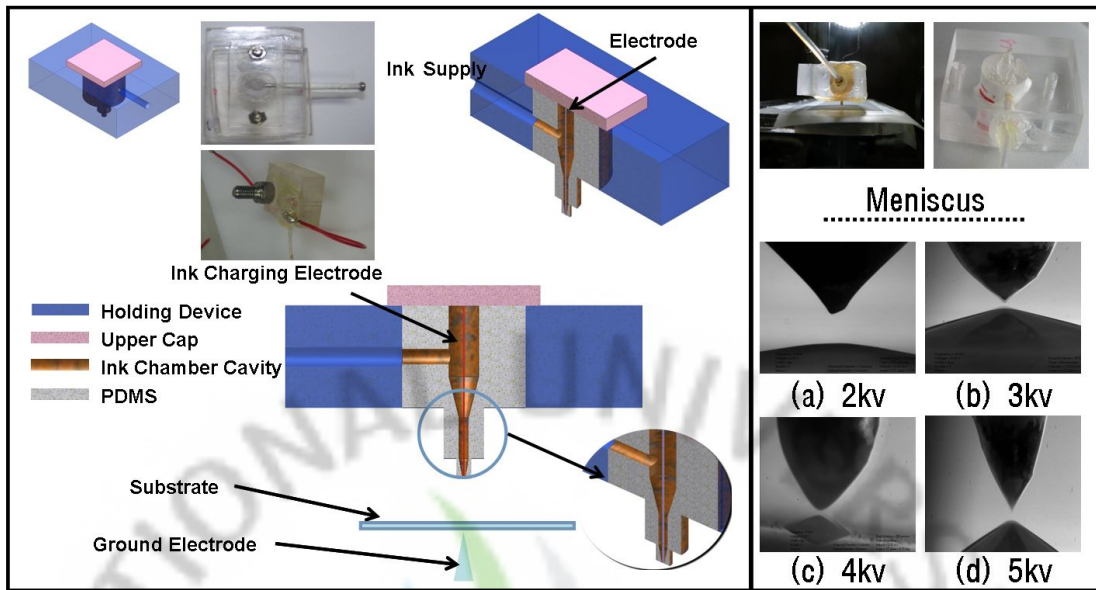 Electrode
Ink Supply
Ink Charging Electrode
Holding Device
Upper Cap
Ink Chamber Cavity
PDMS
Substrate
Ground Electrode
Meniscus
(a) 2kv
(b) 3kv
(c) 4kv
(d) 5kv